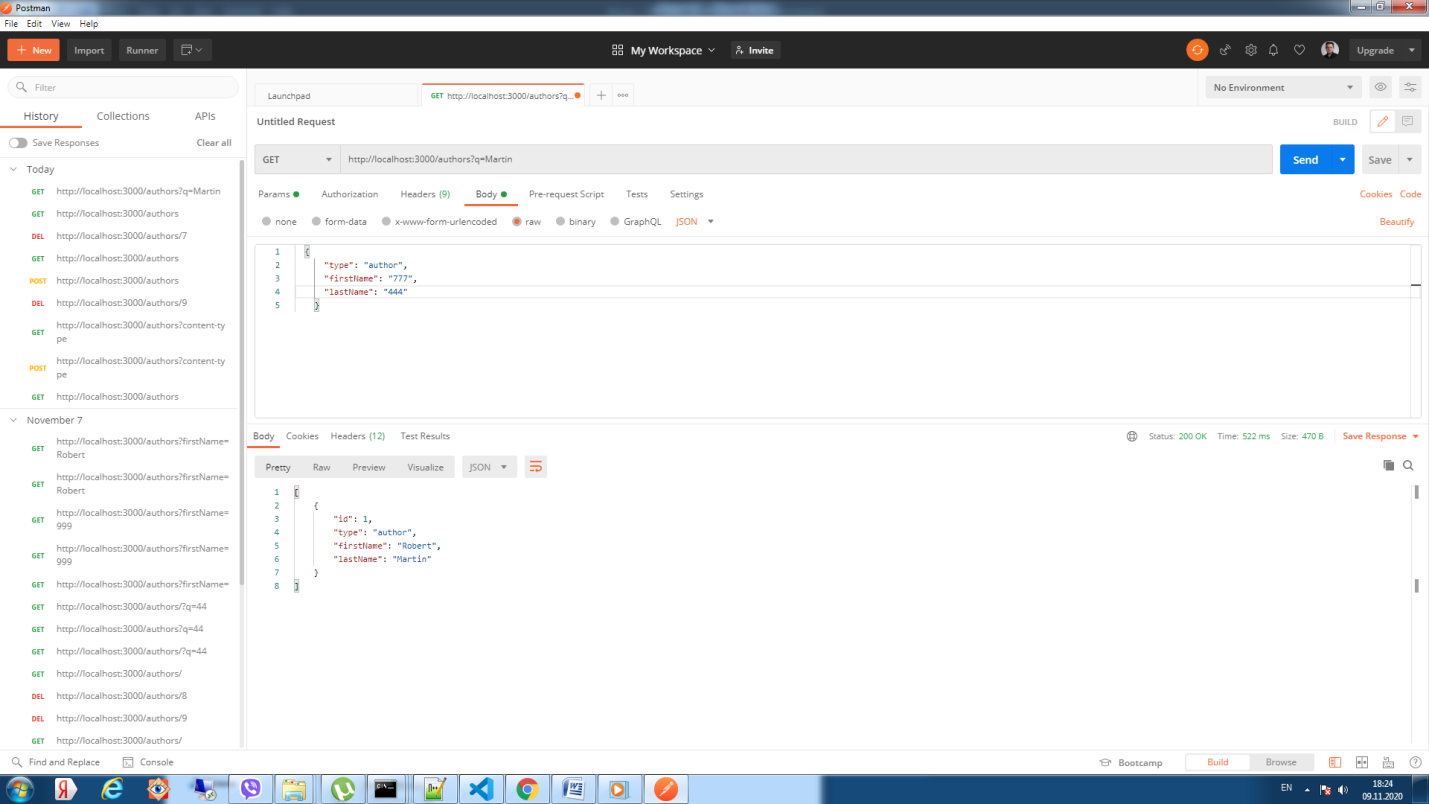 Postman
File Edit View Help
New Import Runner My Workspace Invite Upgrade
Filter
History Collections APIs
Save Responses Clear all
Today
GET http://localhost:3000/authors?q=Martin
GET http://localhost:3000/authors
DEL http://localhost:3000/authors/7
GET http://localhost:3000/authors
POST http://localhost:3000/authors
DEL http://localhost:3000/authors/9
GET http://localhost:3000/authors?content-ty
pe
POST http://localhost:3000/authors?content-ty
pe
GET http://localhost:3000/authors
November 7
GET http://localhost:3000/authors?firstName=
Robert
GET http://localhost:3000/authors?firstName=
Robert
GET http://localhost:3000/authors?firstName=
999
GET http://localhost:3000/authors?firstName=
999
GET http://localhost:3000/authors?firstName=
GET http://localhost:3000/authors/?q=44
GET http://localhost:3000/authors?q=44
GET http://localhost:3000/authors/?q=44
GET http://localhost:3000/authors/
DEL http://localhost:3000/authors/8
DEL http://localhost:3000/authors/9
GET http://localhost:3000/authors/
Launchpad GET http://localhost:3000/authors?q... No Environment
Untitled Request BUILD
GET http://localhost:3000/authors?q=Martin Send Save
Params Authorization Headers (9) Body Pre-request Script Tests Settings Cookies Code
none form-data x-www-form-urlencoded raw binary GraphQL JSON Beautify
1 {
2 "type": "author",
3 "firstName": "777",
4 "lastName": "444"
5 }
Body Cookies Headers (12) Test Results Status: 200 OK Time: 522 ms Size: 470 B Save Response
Pretty Raw Preview Visualize JSON
1 [
2 {
3 "id": 1,
4 "type": "author",
5 "firstName": "Robert",
6 "lastName": "Martin"
7 }
8 ]
Find and Replace Console Bootcamp Build Browse
EN 18:24
09.11.2020